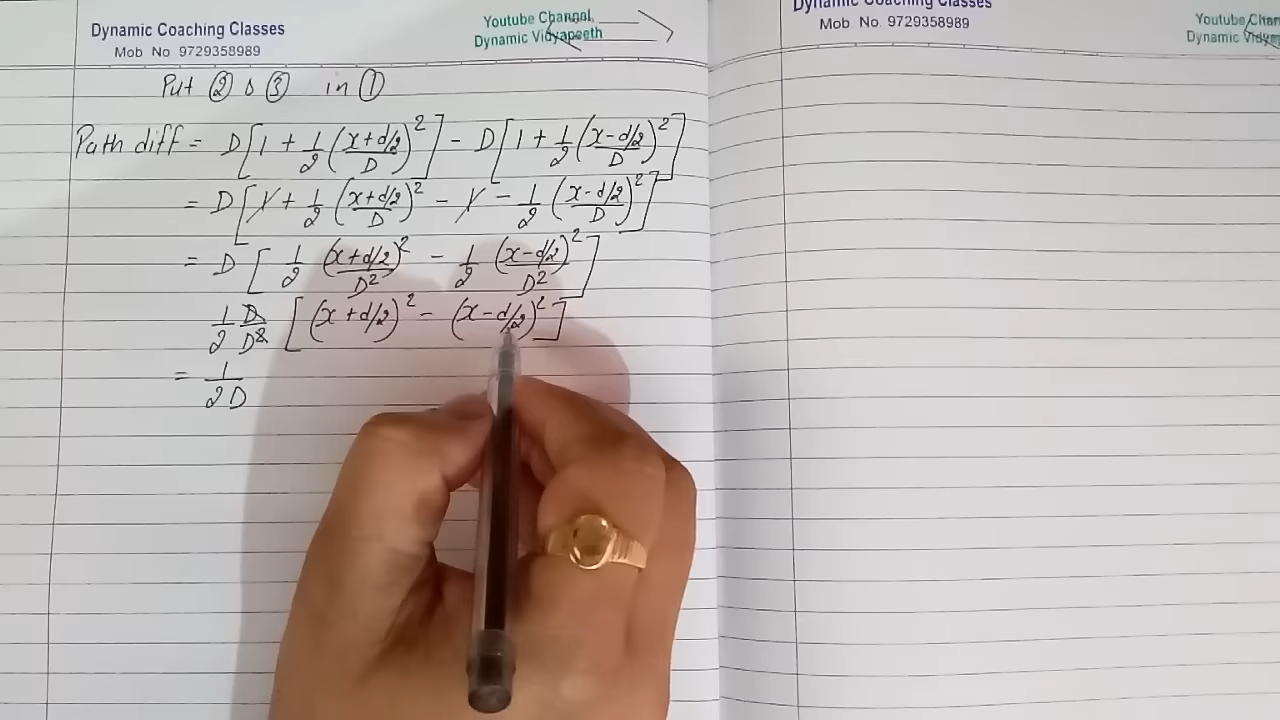 Dynamic Coaching Classes
Mob No 9729358989
Youtube Channel
Dynamic Vidyapeeth
Put ② & ③ in ①
Path diff = D[1 + 1/2 ((x+d/2)/D)²] - D[1 + 1/2 ((x-d/2)/D)²]
= D[1 + 1/2 ((x+d/2)/D)² - 1 - 1/2 ((x-d/2)/D)²]
= D[1/2 (x+d/2)²/D² - 1/2 (x-d/2)²/D²]
1/2 D/D² [(x+d/2)² - (x-d/2)²]
= 1/2D
Dynamic Coaching Classes
Mob No 9729358989
Youtube
Dynamic